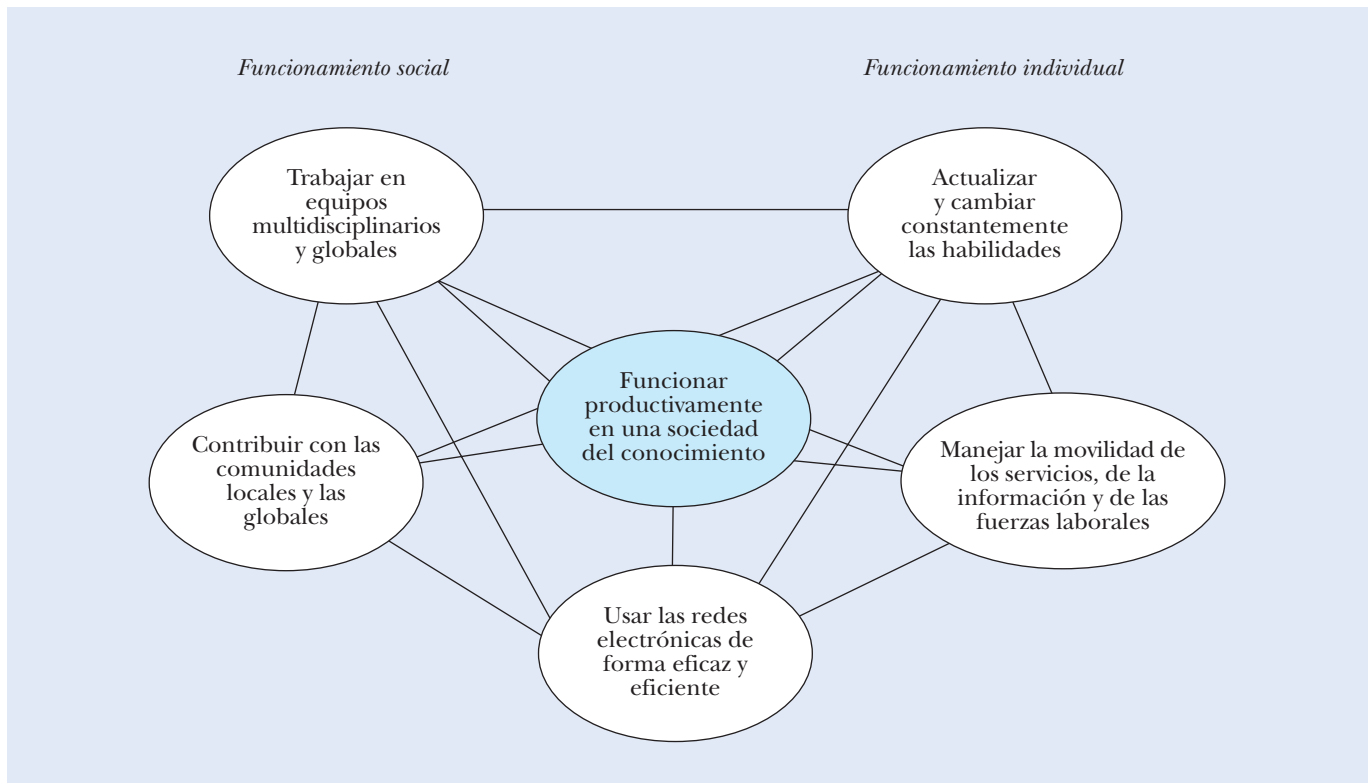 Funcionamiento social
Funcionamiento individual
Trabajar en
equipos
multidisciplinarios
y globales
Actualizar
y cambiar
constantemente
las habilidades
Funcionar
productivamente
en una sociedad
del conocimiento
Contribuir con las
comunidades
locales y las
globales
Manejar la movilidad de
los servicios, de la
información y de las
fuerzas laborales
Usar las redes
electrónicas de
forma eficaz y
eficiente